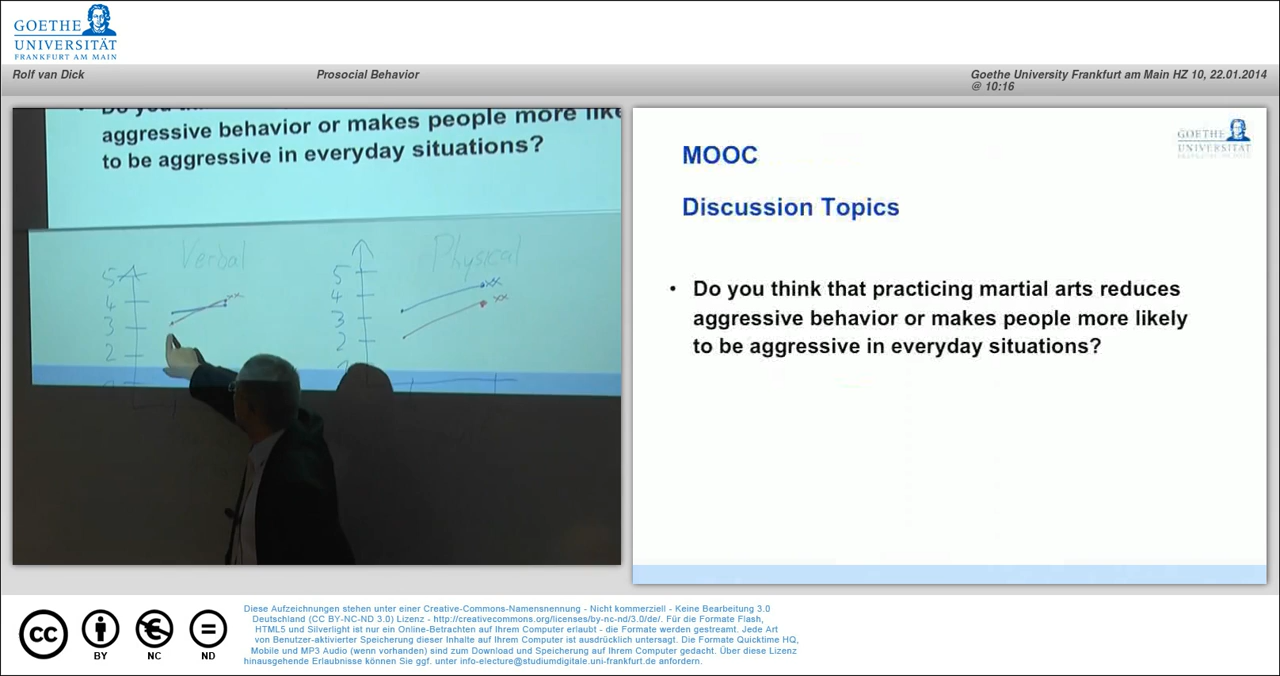 GOETHE
UNIVERSITÄT
FRANKFURT AM MAIN
Rolf van Dick
Prosocial Behavior
Goethe University Frankfurt am Main HZ 10, 22.01.2014
@ 10:16
aggressive behavior or makes people more like
to be aggressive in everyday situations?
Verbal
Physical
5
4
3
2
5
4
3
2
xx
xx
xx
GOETHE
UNIVERSITÄT
FRANKFURT AM MAIN
MOOC
Discussion Topics
• Do you think that practicing martial arts reduces
aggressive behavior or makes people more likely
to be aggressive in everyday situations?
cc
BY
NC
ND
Diese Aufzeichnungen stehen unter einer Creative-Commons-Namensnennung - Nicht kommerziell - Keine Bearbeitung 3.0
Deutschland (CC BY-NC-ND 3.0) Lizenz - http://creativecommons.org/licenses/by-nc-nd/3.0/de/. Für die Formate Flash,
HTML5 und Silverlight ist nur ein Online-Betrachten auf Ihrem Computer erlaubt - die Formate werden gestreamt. Jede Art
von Benutzer-aktivierter Speicherung dieser Inhalte auf Ihrem Computer ist ausdrücklich untersagt. Die Formate Quicktime HQ,
Mobile und MP3 Audio (wenn vorhanden) sind zum Download und Speicherung auf Ihrem Computer gedacht. Über diese Lizenz
hinausgehende Erlaubnisse können Sie ggf. unter info-electure@studiumdigitale.uni-frankfurt.de anfordern.